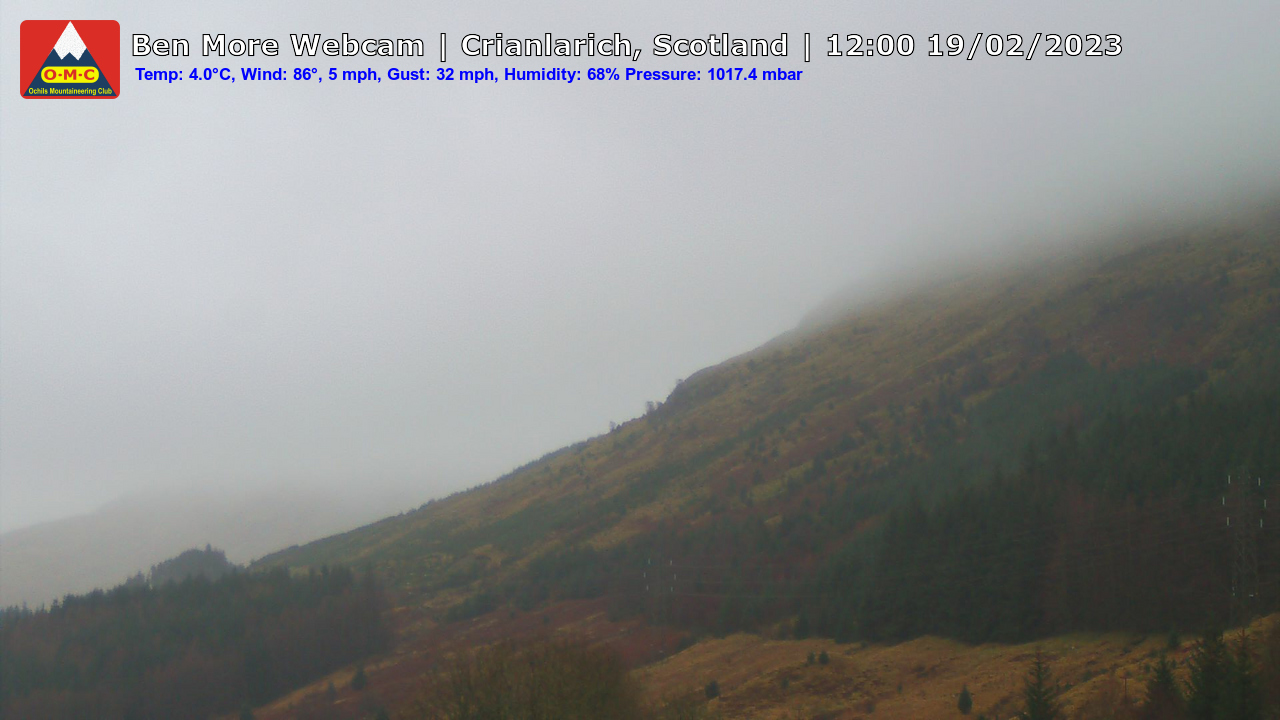 Ben More Webcam | Crianlarich, Scotland | 12:00 19/02/2023
Temp: 4.0°C, Wind: 86°, 5 mph, Gust: 32 mph, Humidity: 68% Pressure: 1017.4 mbar
O·M·C
Ochils Mountaineering Club